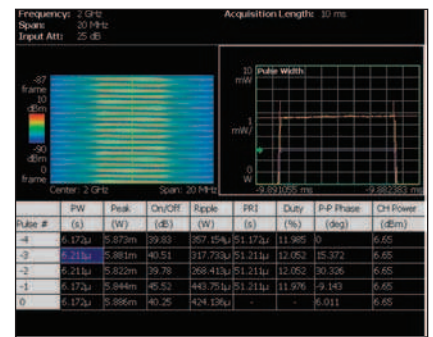 Frequency: 2 GHz Acquisition Length: 10 ms
Span: 20 MHz
Input Att: 25 dB
-87
frame
10
dBm
-90
dBm
0
frame
Center: 2 GHz Span: 20 MHz
10 Pulse Width
mW
1
mW/
0
W
-9.891055 ms -9.882383 ms
PW Peak On/Off Ripple PRI Duty P-P Phase CH Power
Pulse # (s) (W) (dB) (W) (s) (%) (deg) (dBm)
-4 6.172µ 5.873m 39.83 357.154µ 51.172µ 11.985 0 6.65
-3 6.211µ 5.881m 40.51 317.733µ 51.211µ 12.052 15.372 6.65
-2 6.211µ 5.822m 39.78 268.413µ 51.211µ 12.052 30.326 6.65
-1 6.172µ 5.844m 45.52 443.751µ 51.211µ 11.976 -9.143 6.65
0 6.172µ 5.886m 40.25 424.136µ - - 6.011 6.65